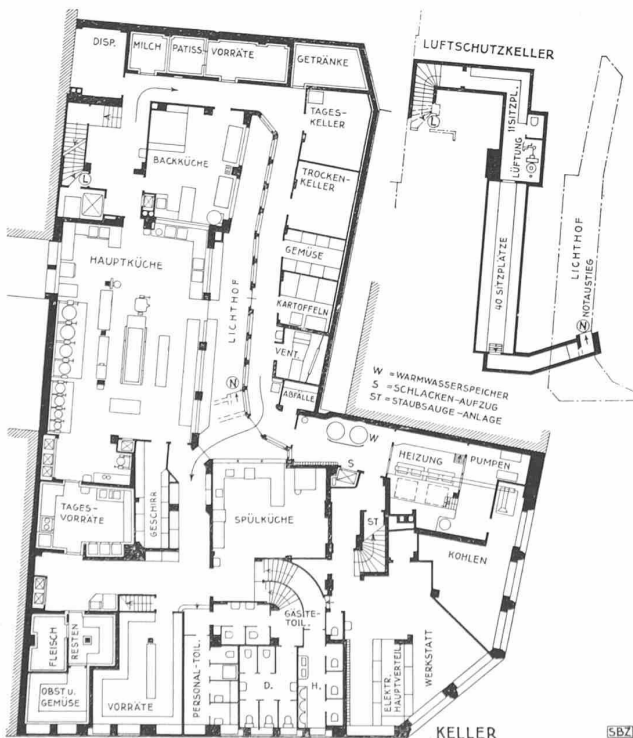 DISP.
MILCH
PATISS.
VORRÄTE
GETRÄNKE
TAGES-
KELLER
BACKKÜCHE
TROCKEN-
KELLER
L
HAUPTKÜCHE
GEMÜSE
LICHTHOF
KARTOFFELN
VENT.
N
ABFÄLLE
LUFTSCHUTZKELLER
L
11 SITZPL.
LÜFTUNG
40 SITZPLÄTZE
LICHTHOF
N NOTAUSTIEG
W = WARMWASSERSPEICHER
S = SCHLACKEN-AUFZUG
ST = STAUBSAUGE-ANLAGE
W
S
HEIZUNG
PUMPEN
TAGES-
VORRÄTE
GESCHIRR
SPÜLKÜCHE
ST
KOHLEN
GÄSTE-
TOIL.
FLEISCH
RESTEN
OBST U.
GEMÜSE
VORRÄTE
PERSONAL-TOIL.
D.
H.
ELEKTR.
HAUPTVERTEIL.
WERKSTATT
KELLER
SBZ